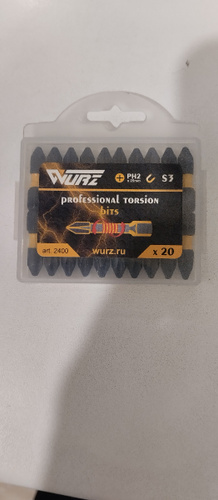 WURZ
PH2
S3
PROFESSIONAL TORSION
bits
art. 2400
wurz.ru
x 20